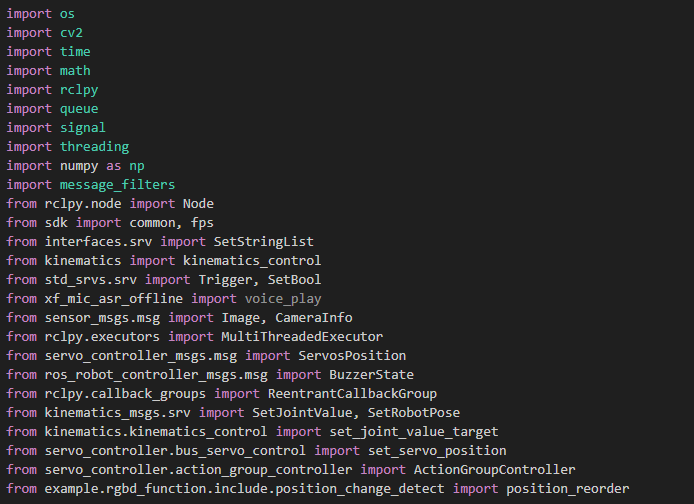 import os
import cv2
import time
import math
import rclpy
import queue
import signal
import threading
import numpy as np
import message_filters
from rclpy.node import Node
from sdk import common, fps
from interfaces.srv import SetStringList
from kinematics import kinematics_control
from std_srvs.srv import Trigger, SetBool
from xf_mic_asr_offline import voice_play
from sensor_msgs.msg import Image, CameraInfo
from rclpy.executors import MultiThreadedExecutor
from servo_controller_msgs.msg import ServosPosition
from ros_robot_controller_msgs.msg import BuzzerState
from rclpy.callback_groups import ReentrantCallbackGroup
from kinematics_msgs.srv import SetJointValue, SetRobotPose
from kinematics.kinematics_control import set_joint_value_target
from servo_controller.bus_servo_control import set_servo_position
from servo_controller.action_group_controller import ActionGroupController
from example.rgbd_function.include.position_change_detect import position_reorder